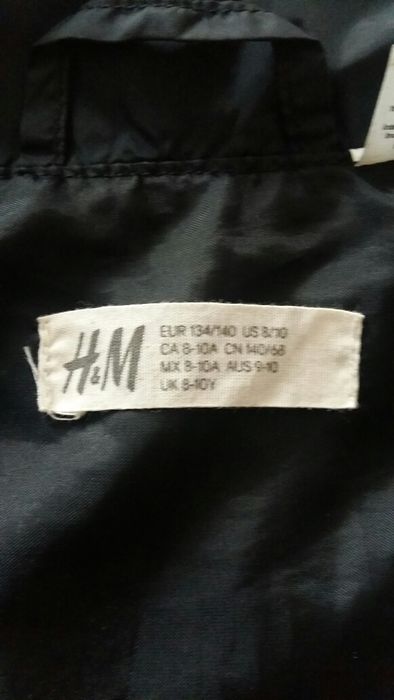 H&M
EUR 134/140 US 8/10
CA 8-10A CN 140/68
MX 8-10A AUS 9-10
UK 8-10Y